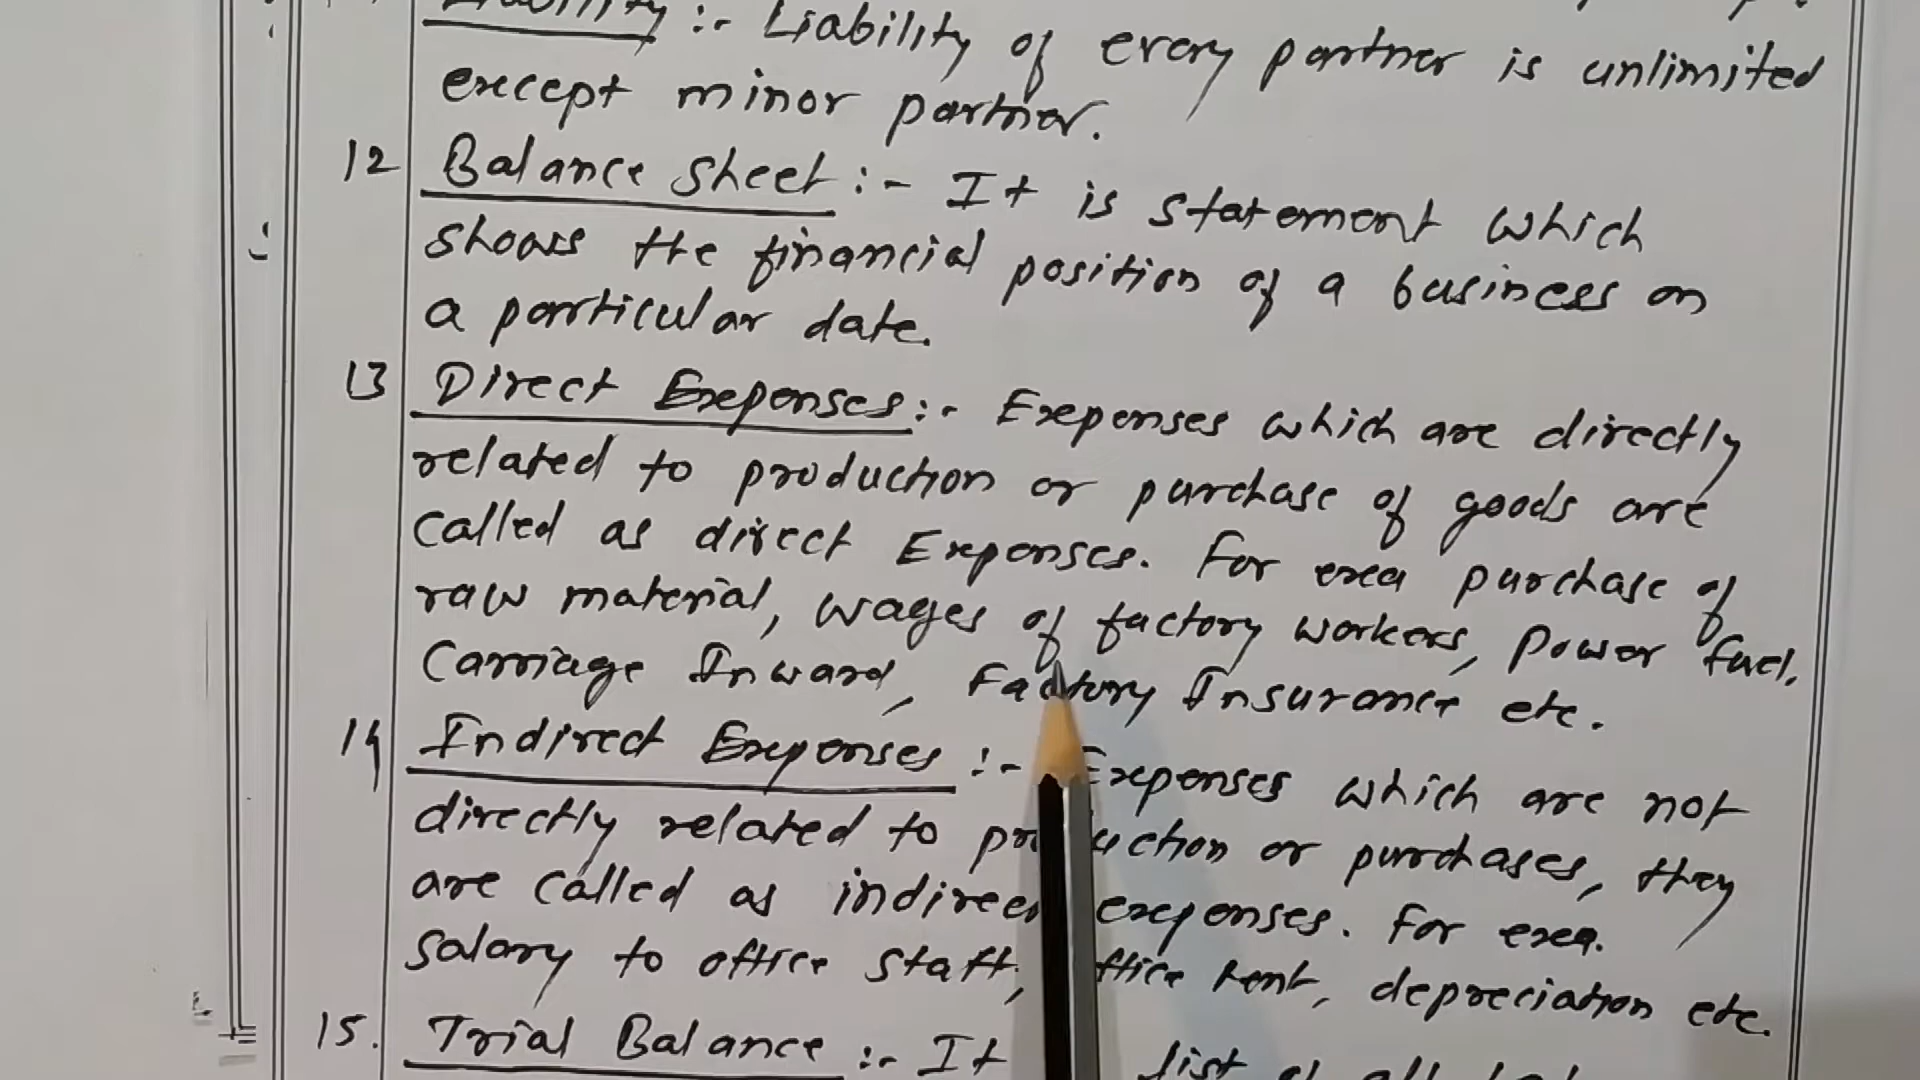 Liability :- Liability of every partner is unlimited
except minor partner.
12 Balance Sheet :- It is statement which
shows the financial position of a business on
a particular date.
13 Direct Expenses :- Expenses which are directly
related to production or purchase of goods are
called as direct Expenses. For exa purchase of
raw material, wages of factory workers, Power fuel,
Carriage Inward, Factory Insurance etc.
14 Indirect Expenses :- Expenses which are not
directly related to production or purchases, they
are called as indirect expenses. For exa.
Salary to office staff, office rent, depreciation etc.
15. Trial Balance :- It list of all